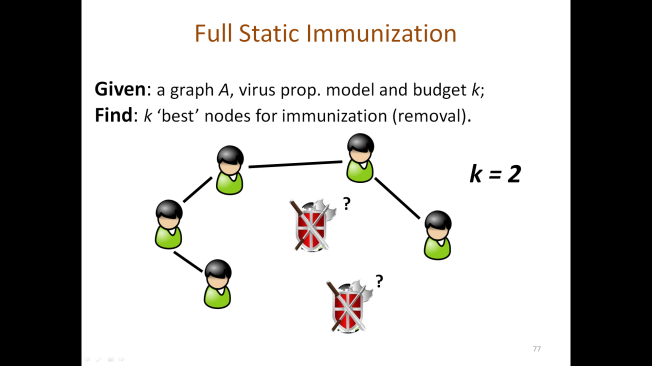 Full Static Immunization
Given: a graph A, virus prop. model and budget k;
Find: k ‘best’ nodes for immunization (removal).
k = 2
?
?
77